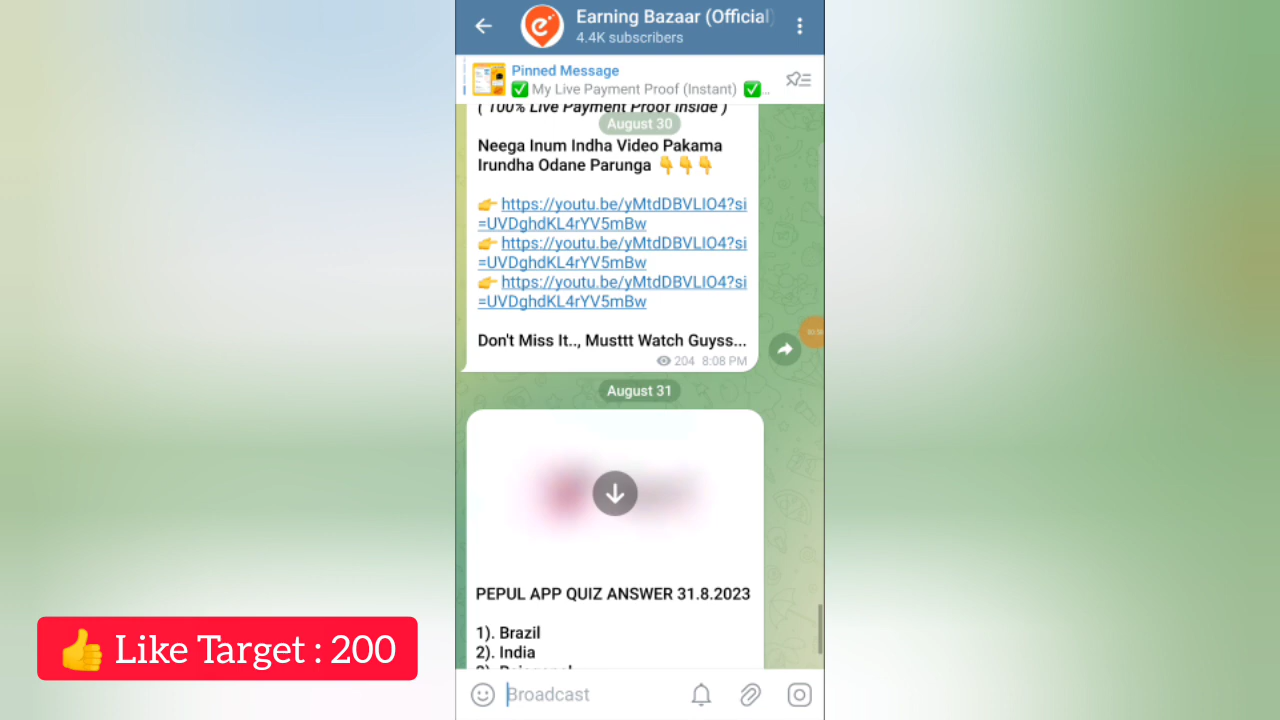 Earning Bazaar (Official)
4.4K subscribers
Pinned Message
✅ My Live Payment Proof (Instant) ✅...
( 100% Live Payment Proof Inside )
August 30
Neega Inum Indha Video Pakama
Irundha Odane Parunga 👇👇👇
👉 https://youtu.be/yMtdDBVLIO4?si
=UVDghdKL4rYV5mBw
👉 https://youtu.be/yMtdDBVLIO4?si
=UVDghdKL4rYV5mBw
👉 https://youtu.be/yMtdDBVLIO4?si
=UVDghdKL4rYV5mBw
Don't Miss It.., Musttt Watch Guyss...
204 8:08 PM
August 31
PEPUL APP QUIZ ANSWER 31.8.2023
1). Brazil
2). India
Broadcast
👍 Like Target : 200